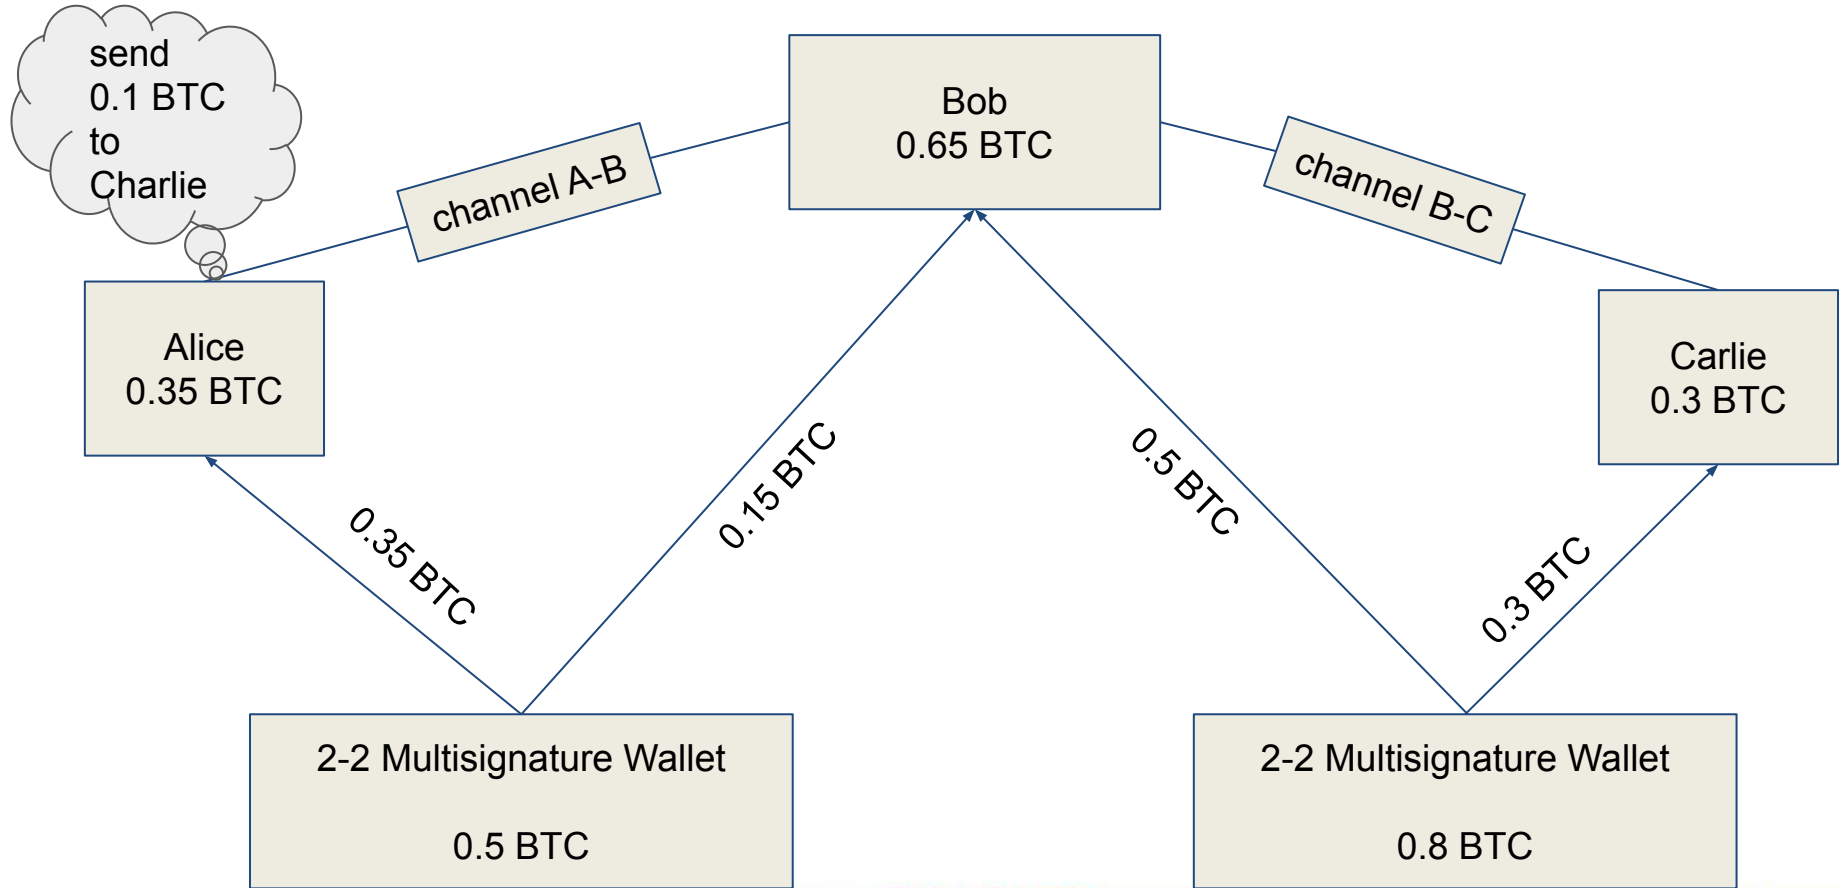 send
0.1 BTC
to
Charlie
Bob
0.65 BTC
channel A-B
channel B-C
Alice
0.35 BTC
Carlie
0.3 BTC
0.35 BTC
0.15 BTC
0.5 BTC
0.3 BTC
2-2 Multisignature Wallet
0.5 BTC
2-2 Multisignature Wallet
0.8 BTC